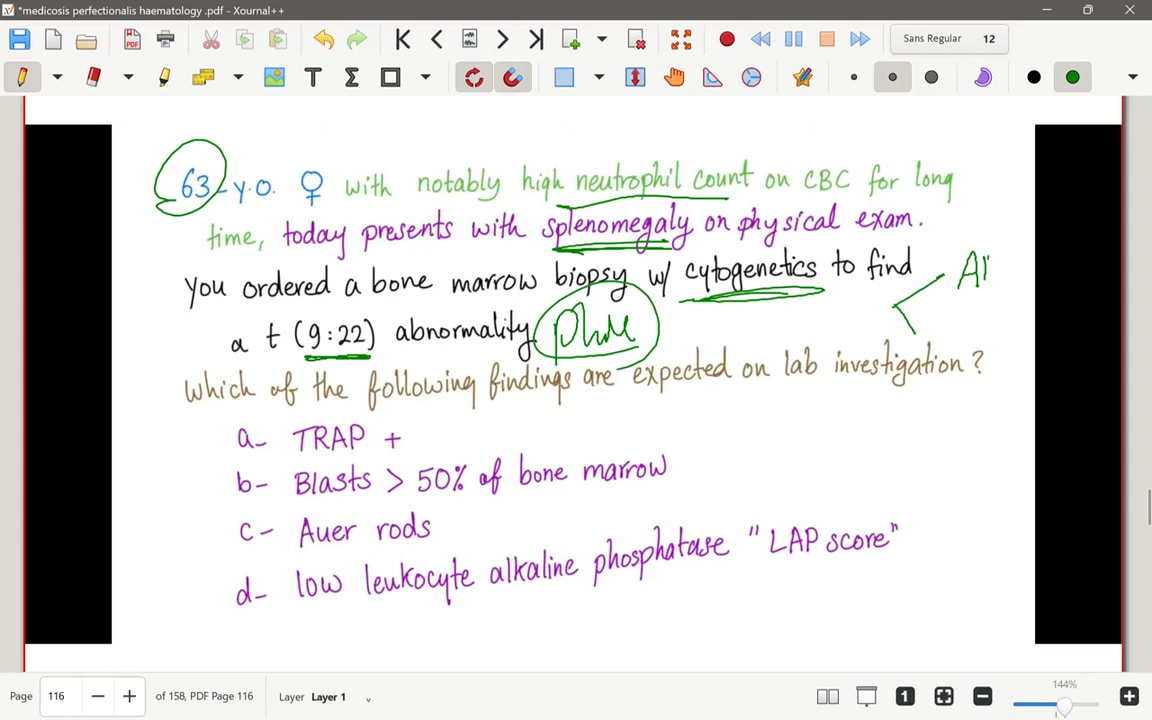 *medicosis perfectionalis haematology .pdf - Xournal++
Sans Regular 12
63-y.o. ♀ with notably high neutrophil count on CBC for long
time, today presents with splenomegaly on physical exam.
You ordered a bone marrow biopsy w/ cytogenetics to find
a t (9:22) abnormality
Which of the following findings are expected on lab investigation?
a- TRAP +
b- Blasts > 50% of bone marrow
c- Auer rods
d- low leukocyte alkaline phosphatase "LAP score"
Page 116 of 158, PDF Page 116 Layer Layer 1 144%